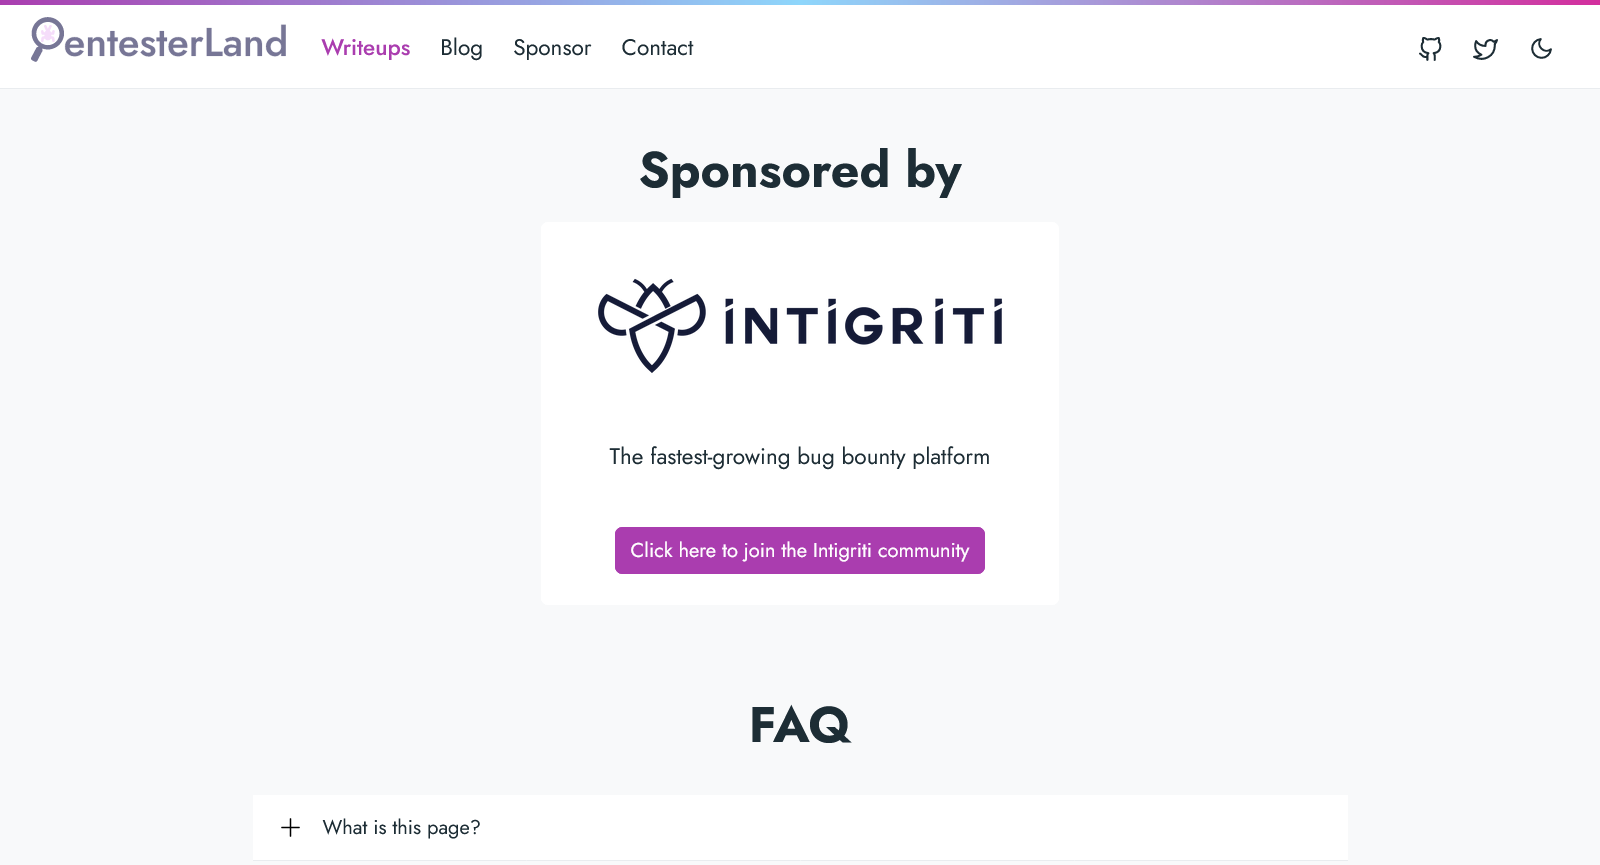 PentesterLand Writeups Blog Sponsor Contact
Sponsored by
INTIGRITI
The fastest-growing bug bounty platform
Click here to join the Intigriti community
FAQ
What is this page?